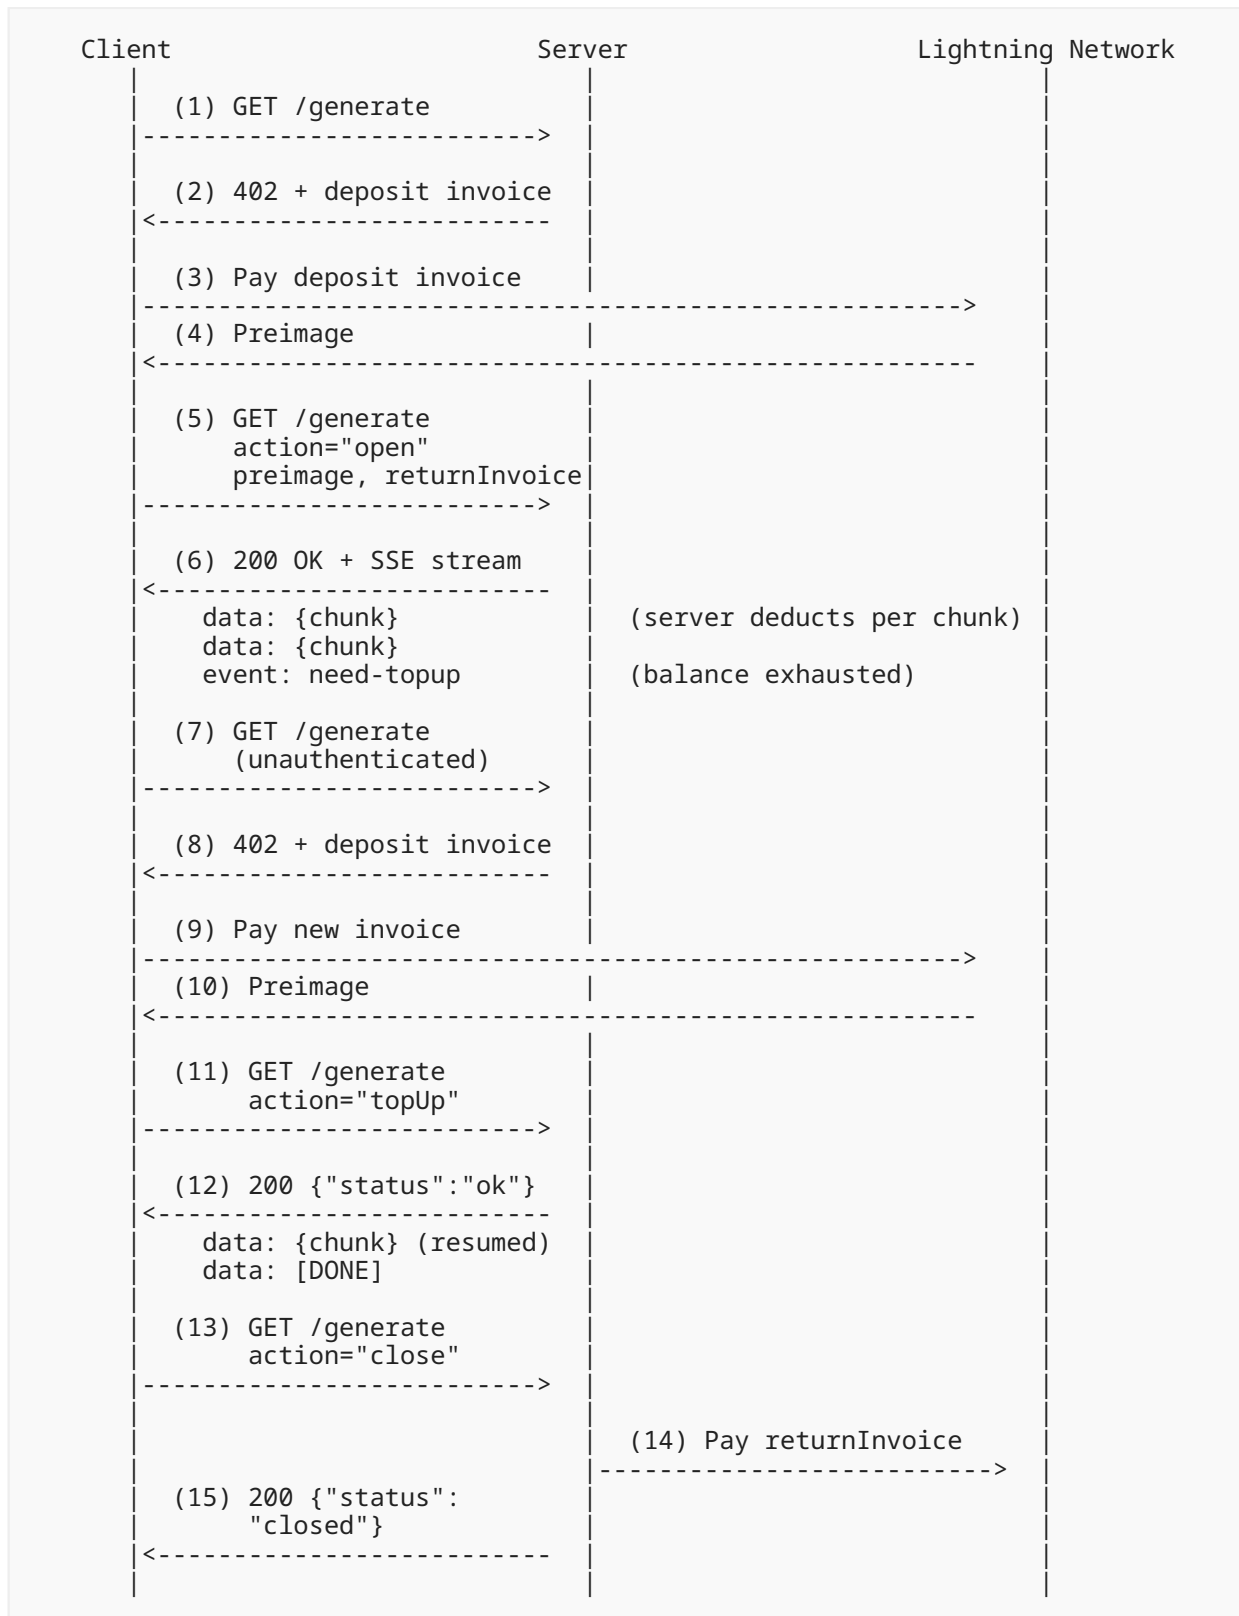 Client Server Lightning Network
(1) GET /generate
(2) 402 + deposit invoice
(3) Pay deposit invoice
(4) Preimage
(5) GET /generate
action="open"
preimage, returnInvoice
(6) 200 OK + SSE stream
data: {chunk} (server deducts per chunk)
data: {chunk}
event: need-topup (balance exhausted)
(7) GET /generate
(unauthenticated)
(8) 402 + deposit invoice
(9) Pay new invoice
(10) Preimage
(11) GET /generate
action="topUp"
(12) 200 {"status":"ok"}
data: {chunk} (resumed)
data: [DONE]
(13) GET /generate
action="close"
(14) Pay returnInvoice
(15) 200 {"status":
"closed"}